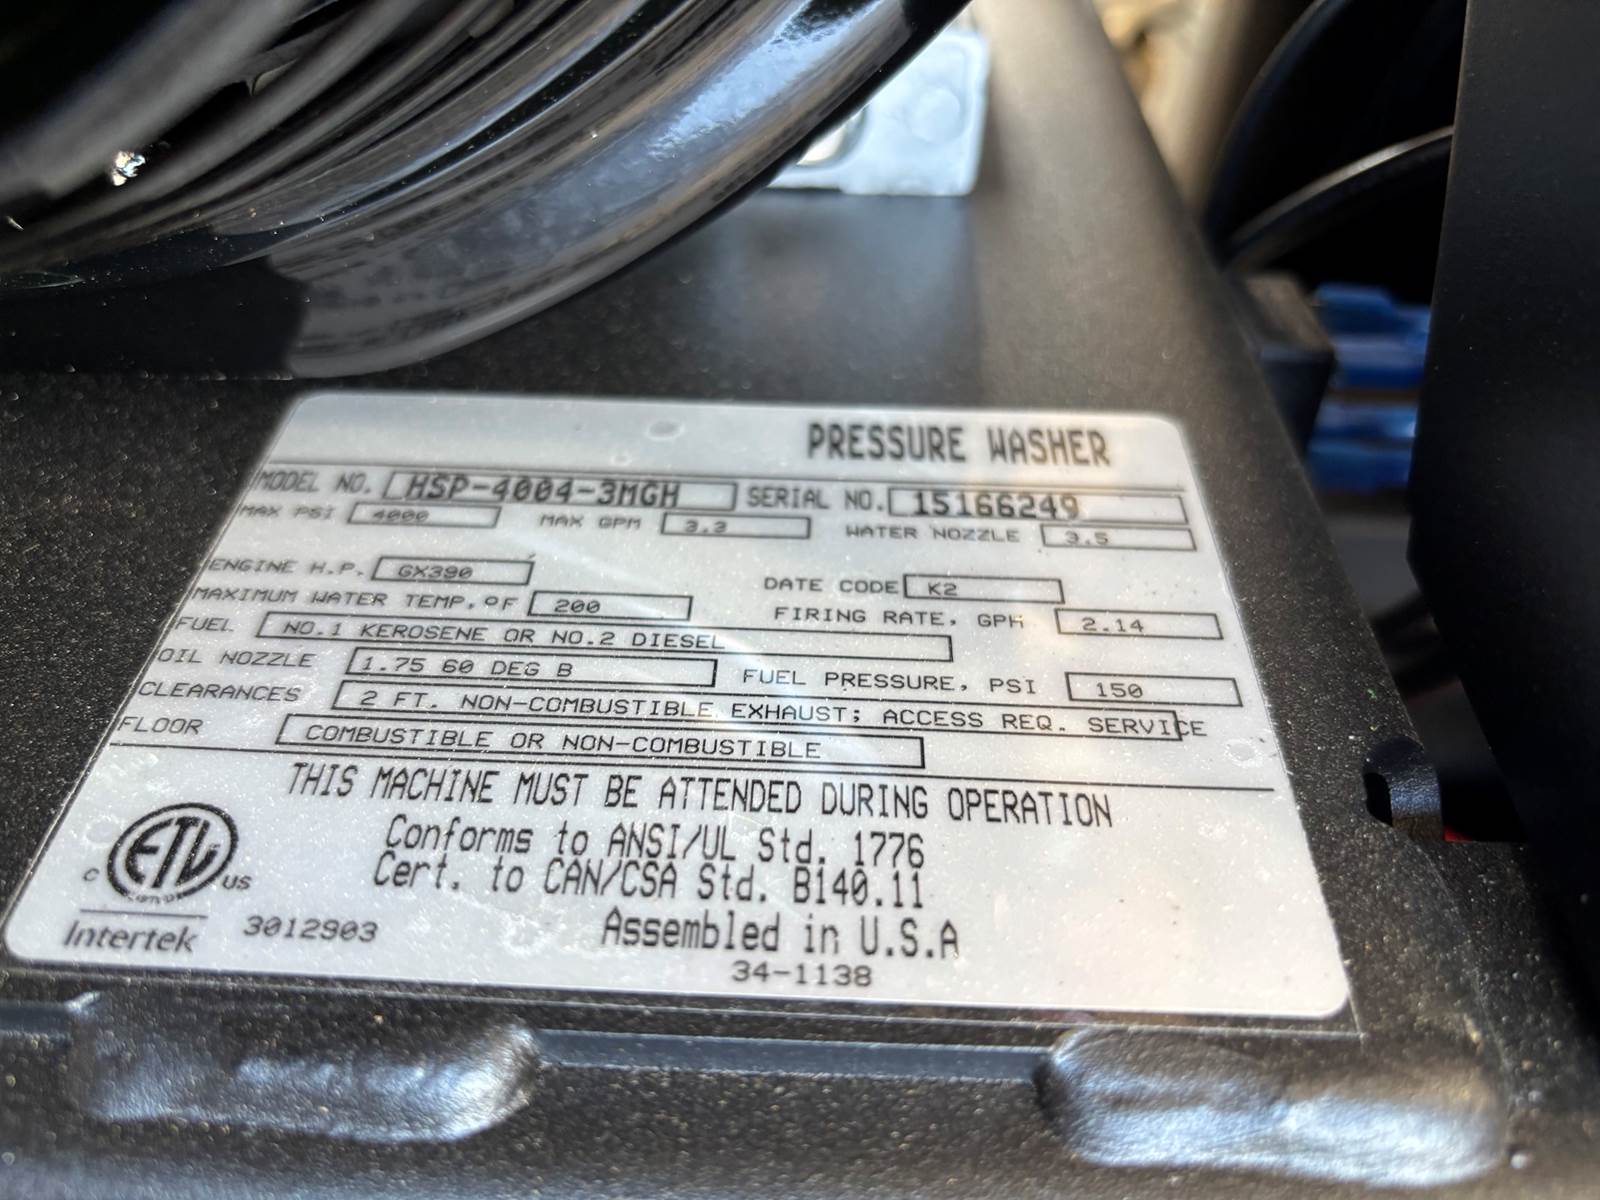 PRESSURE WASHER
MODEL NO. HSP-4004-3MGH SERIAL NO. 15166249
MAX PSI 4000 MAX GPM 3.3 WATER NOZZLE 3.5
ENGINE H.P. GX390 DATE CODE K2
MAXIMUM WATER TEMP. OF 200 FIRING RATE, GPH 2.14
FUEL NO.1 KEROSENE OR NO.2 DIESEL
OIL NOZZLE 1.75 60 DEG B FUEL PRESSURE, PSI 150
CLEARANCES 2 FT. NON-COMBUSTIBLE EXHAUST; ACCESS REQ. SERVICE
FLOOR COMBUSTIBLE OR NON-COMBUSTIBLE
THIS MACHINE MUST BE ATTENDED DURING OPERATION
Conforms to ANSI/UL Std. 1776
Cert. to CAN/CSA Std. B140.11
C ETL US
Intertek 3012903
Assembled in U.S.A
34-1138